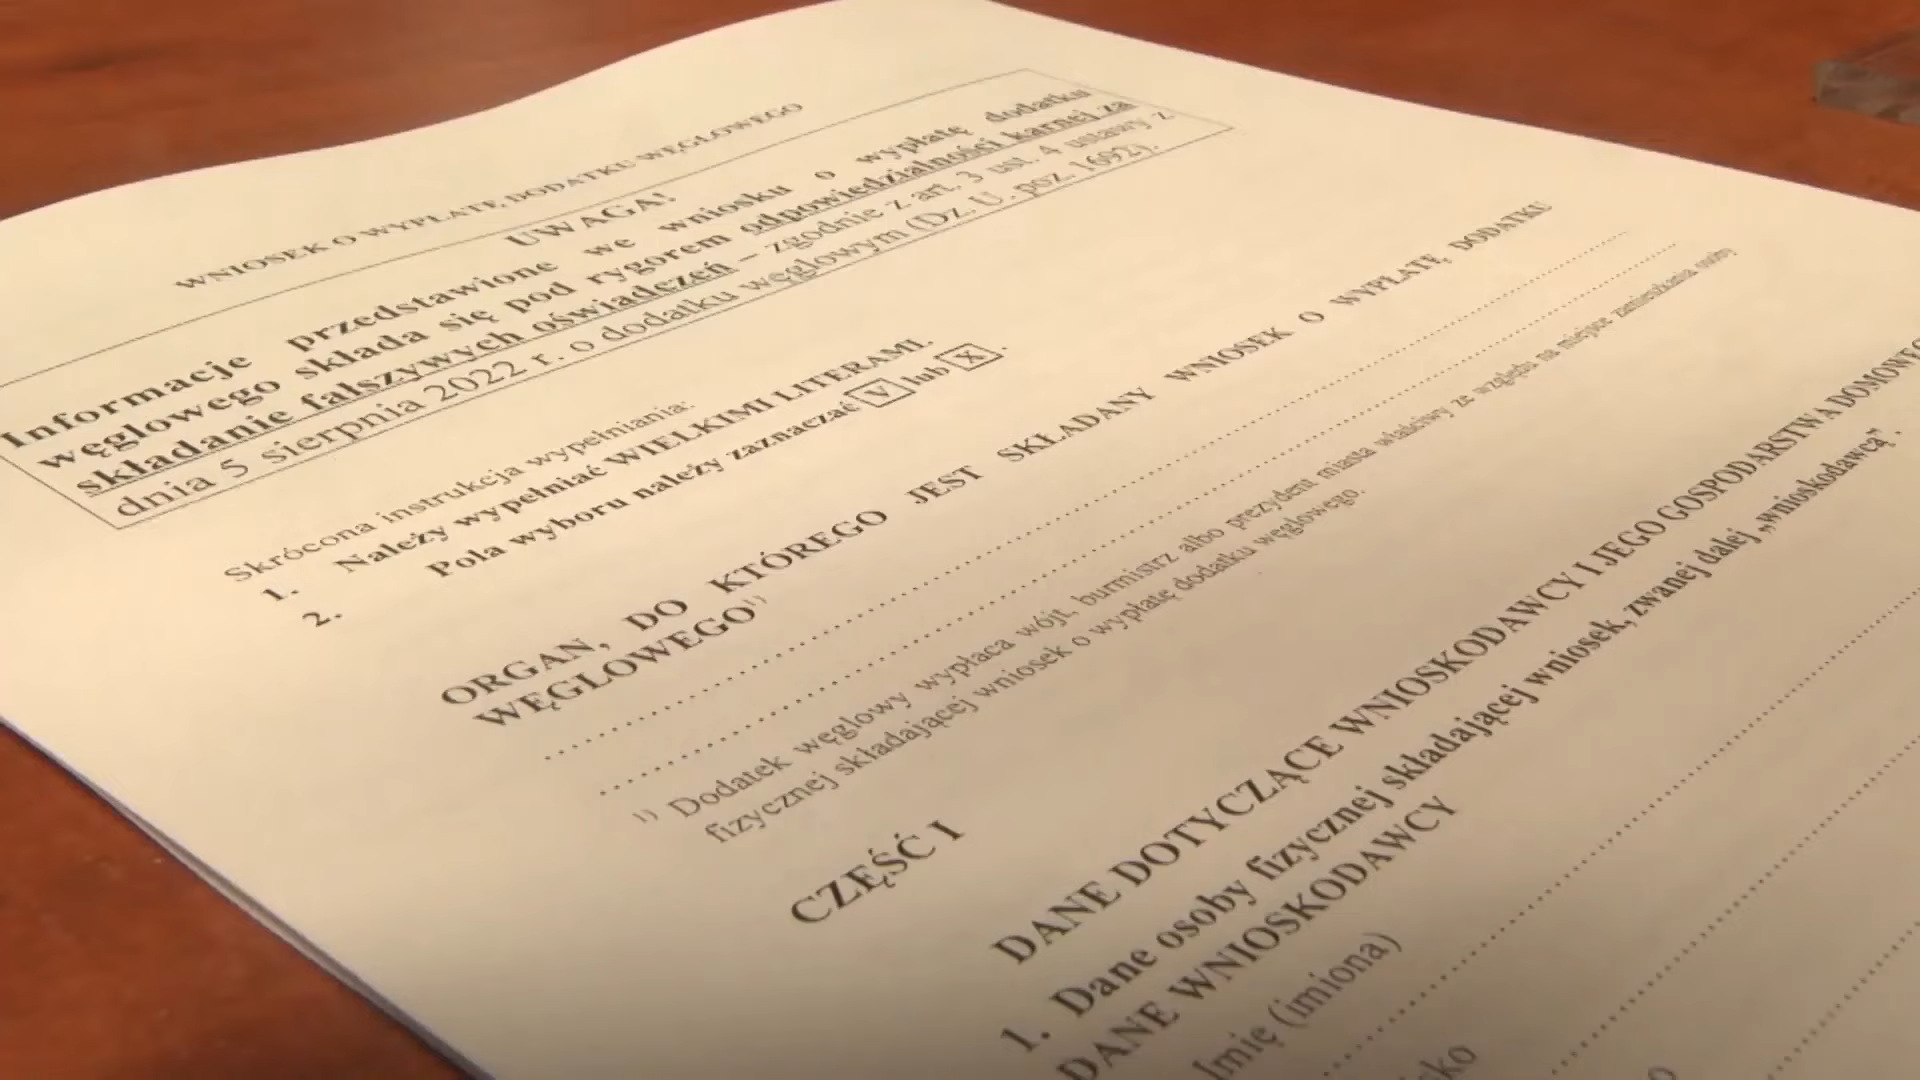 WNIOSEK O WYPŁATĘ DODATKU WĘGLOWEGO
UWAGA!
Informacje przedstawione we wniosku o wypłatę dodatku
węglowego składa się pod rygorem odpowiedzialności karnej za
składanie fałszywych oświadczeń – zgodnie z art. 3 ust. 4 ustawy z
dnia 5 sierpnia 2022 r. o dodatku węglowym (Dz. U. poz. 1692).
Skrócona instrukcja wypełniania:
1. Należy wypełniać WIELKIMI LITERAMI.
2. Pola wyboru należy zaznaczać V lub X.
ORGAN, DO KTÓREGO JEST SKŁADANY WNIOSEK O WYPŁATĘ DODATKU
WĘGLOWEGO¹⁾
¹⁾ Dodatek węglowy wypłaca wójt, burmistrz albo prezydent miasta właściwy ze względu na miejsce zamieszkania osoby
fizycznej składającej wniosek o wypłatę dodatku węglowego.
CZĘŚĆ I
DANE DOTYCZĄCE WNIOSKODAWCY I JEGO GOSPODARSTWA DOMOWEG
1. Dane osoby fizycznej składającej wniosek, zwanej dalej „wnioskodawcą”.
DANE WNIOSKODAWCY
Imię (imiona)
sko